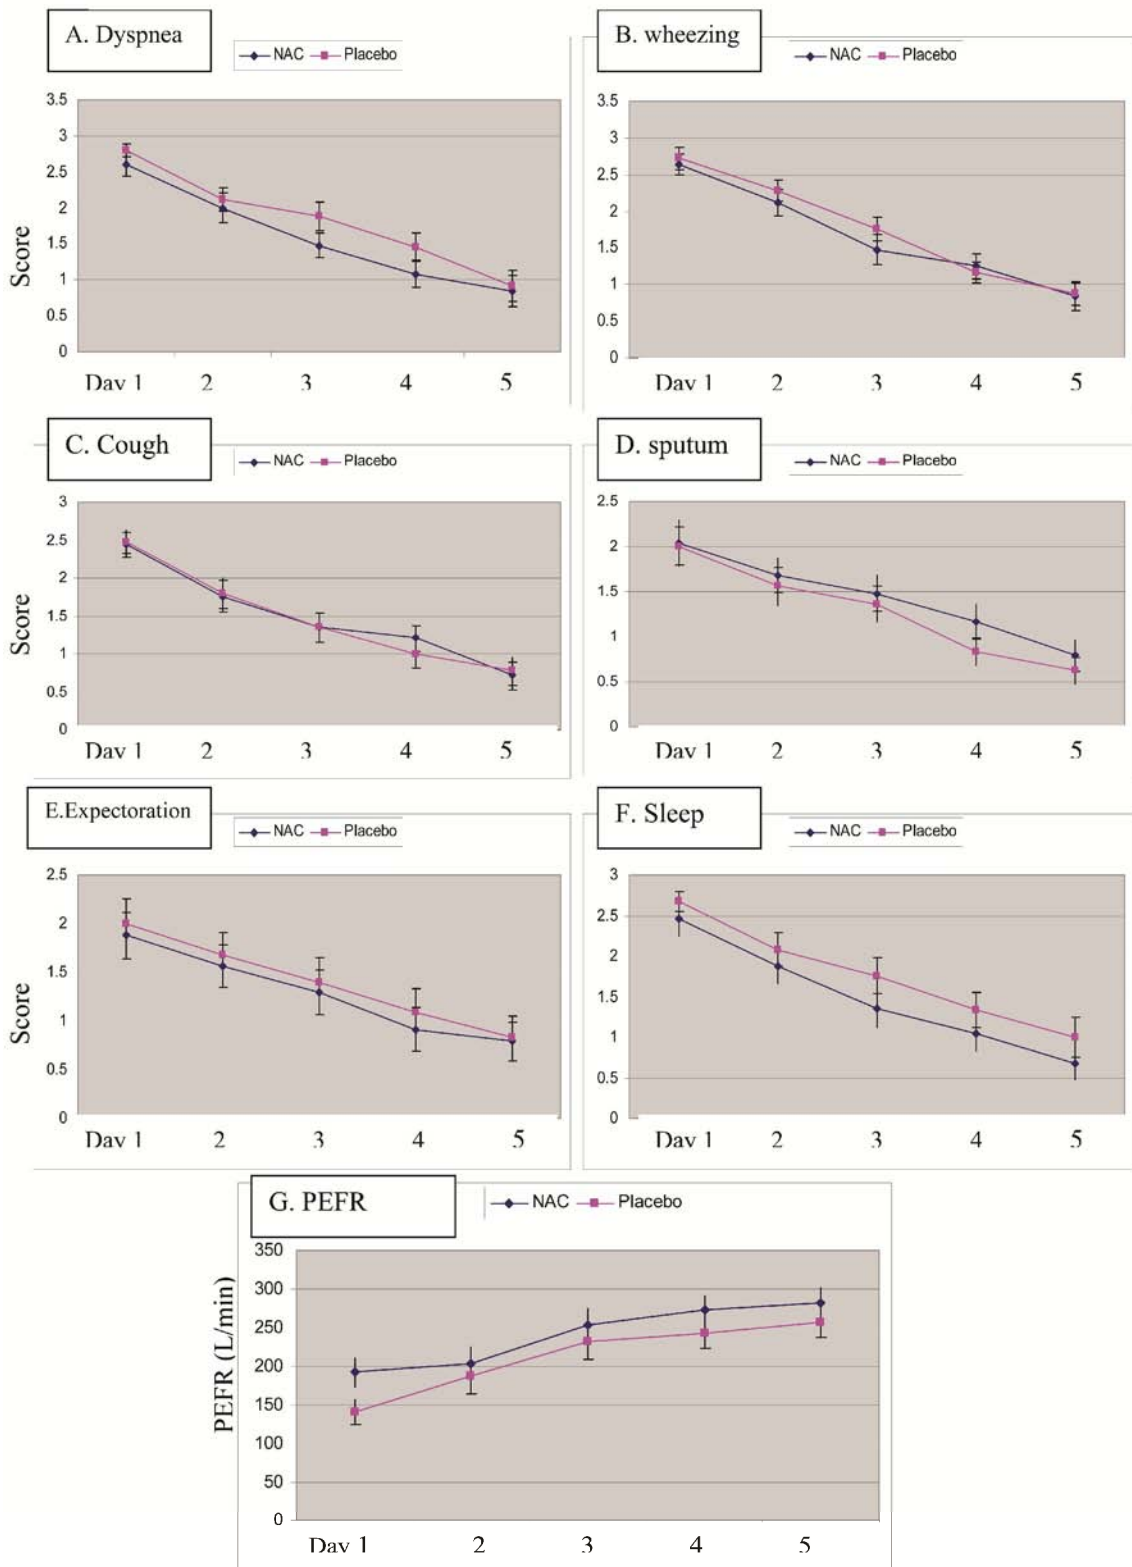 A. Dyspnea
NAC Placebo
3.5
3
2.5
2
1.5
1
0.5
0
Score
Day 1 2 3 4 5
B. wheezing
NAC Placebo
3.5
3
2.5
2
1.5
1
0.5
0
Day 1 2 3 4 5
C. Cough
NAC Placebo
3
2.5
2
1.5
1
0.5
0
Score
Day 1 2 3 4 5
D. sputum
NAC Placebo
2.5
2
1.5
1
0.5
0
Day 1 2 3 4 5
E.Expectoration
NAC Placebo
2.5
2
1.5
1
0.5
0
Score
Day 1 2 3 4 5
F. Sleep
NAC Placebo
3
2.5
2
1.5
1
0.5
0
Day 1 2 3 4 5
G. PEFR
NAC Placebo
350
300
250
200
150
100
50
0
PEFR (L/min)
Day 1 2 3 4 5